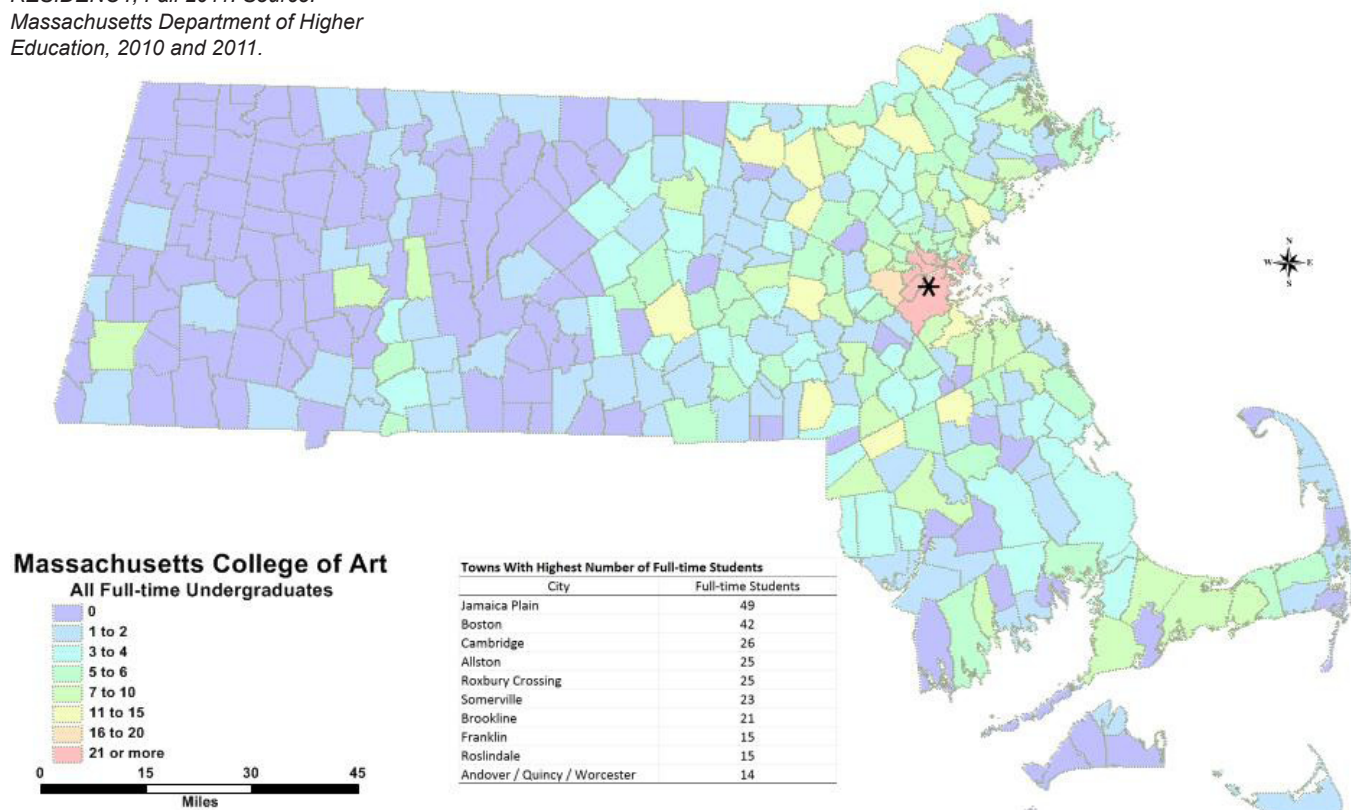 RESIDENCY, Fall 2011. Source:
Massachusetts Department of Higher
Education, 2010 and 2011.
N
W E
S
Massachusetts College of Art
All Full-time Undergraduates
0
1 to 2
3 to 4
5 to 6
7 to 10
11 to 15
16 to 20
21 or more
0 15 30 45
Miles
Towns With Highest Number of Full-time Students
City Full-time Students
Jamaica Plain 49
Boston 42
Cambridge 26
Allston 25
Roxbury Crossing 25
Somerville 23
Brookline 21
Franklin 15
Roslindale 15
Andover / Quincy / Worcester 14